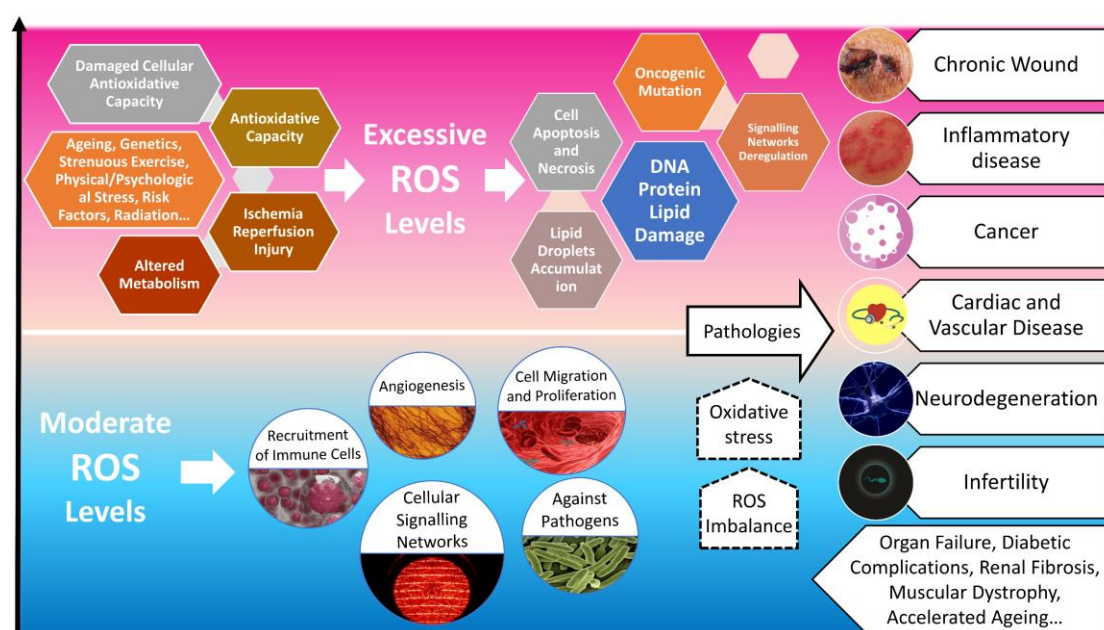 Damaged Cellular
Antioxidative
Capacity
Antioxidative
Capacity
Ageing, Genetics,
Strenuous Exercise,
Physical/Psychologic
al Stress, Risk
Factors, Radiation...
Ischemia
Reperfusion
Injury
Altered
Metabolism
Excessive
ROS
Levels
Cell
Apoptosis
and
Necrosis
Oncogenic
Mutation
Signalling
Networks
Deregulation
DNA
Protein
Lipid
Damage
Lipid
Droplets
Accumulat
ion
Chronic Wound
Inflammatory
disease
Cancer
Cardiac and
Vascular Disease
Neurodegeneration
Infertility
Organ Failure, Diabetic
Complications, Renal Fibrosis,
Muscular Dystrophy,
Accelerated Ageing...
Pathologies
Oxidative
stress
ROS
Imbalance
Moderate
ROS
Levels
Recruitment
of Immune Cells
Angiogenesis
Cell Migration
and Proliferation
Cellular
Signalling
Networks
Against
Pathogens